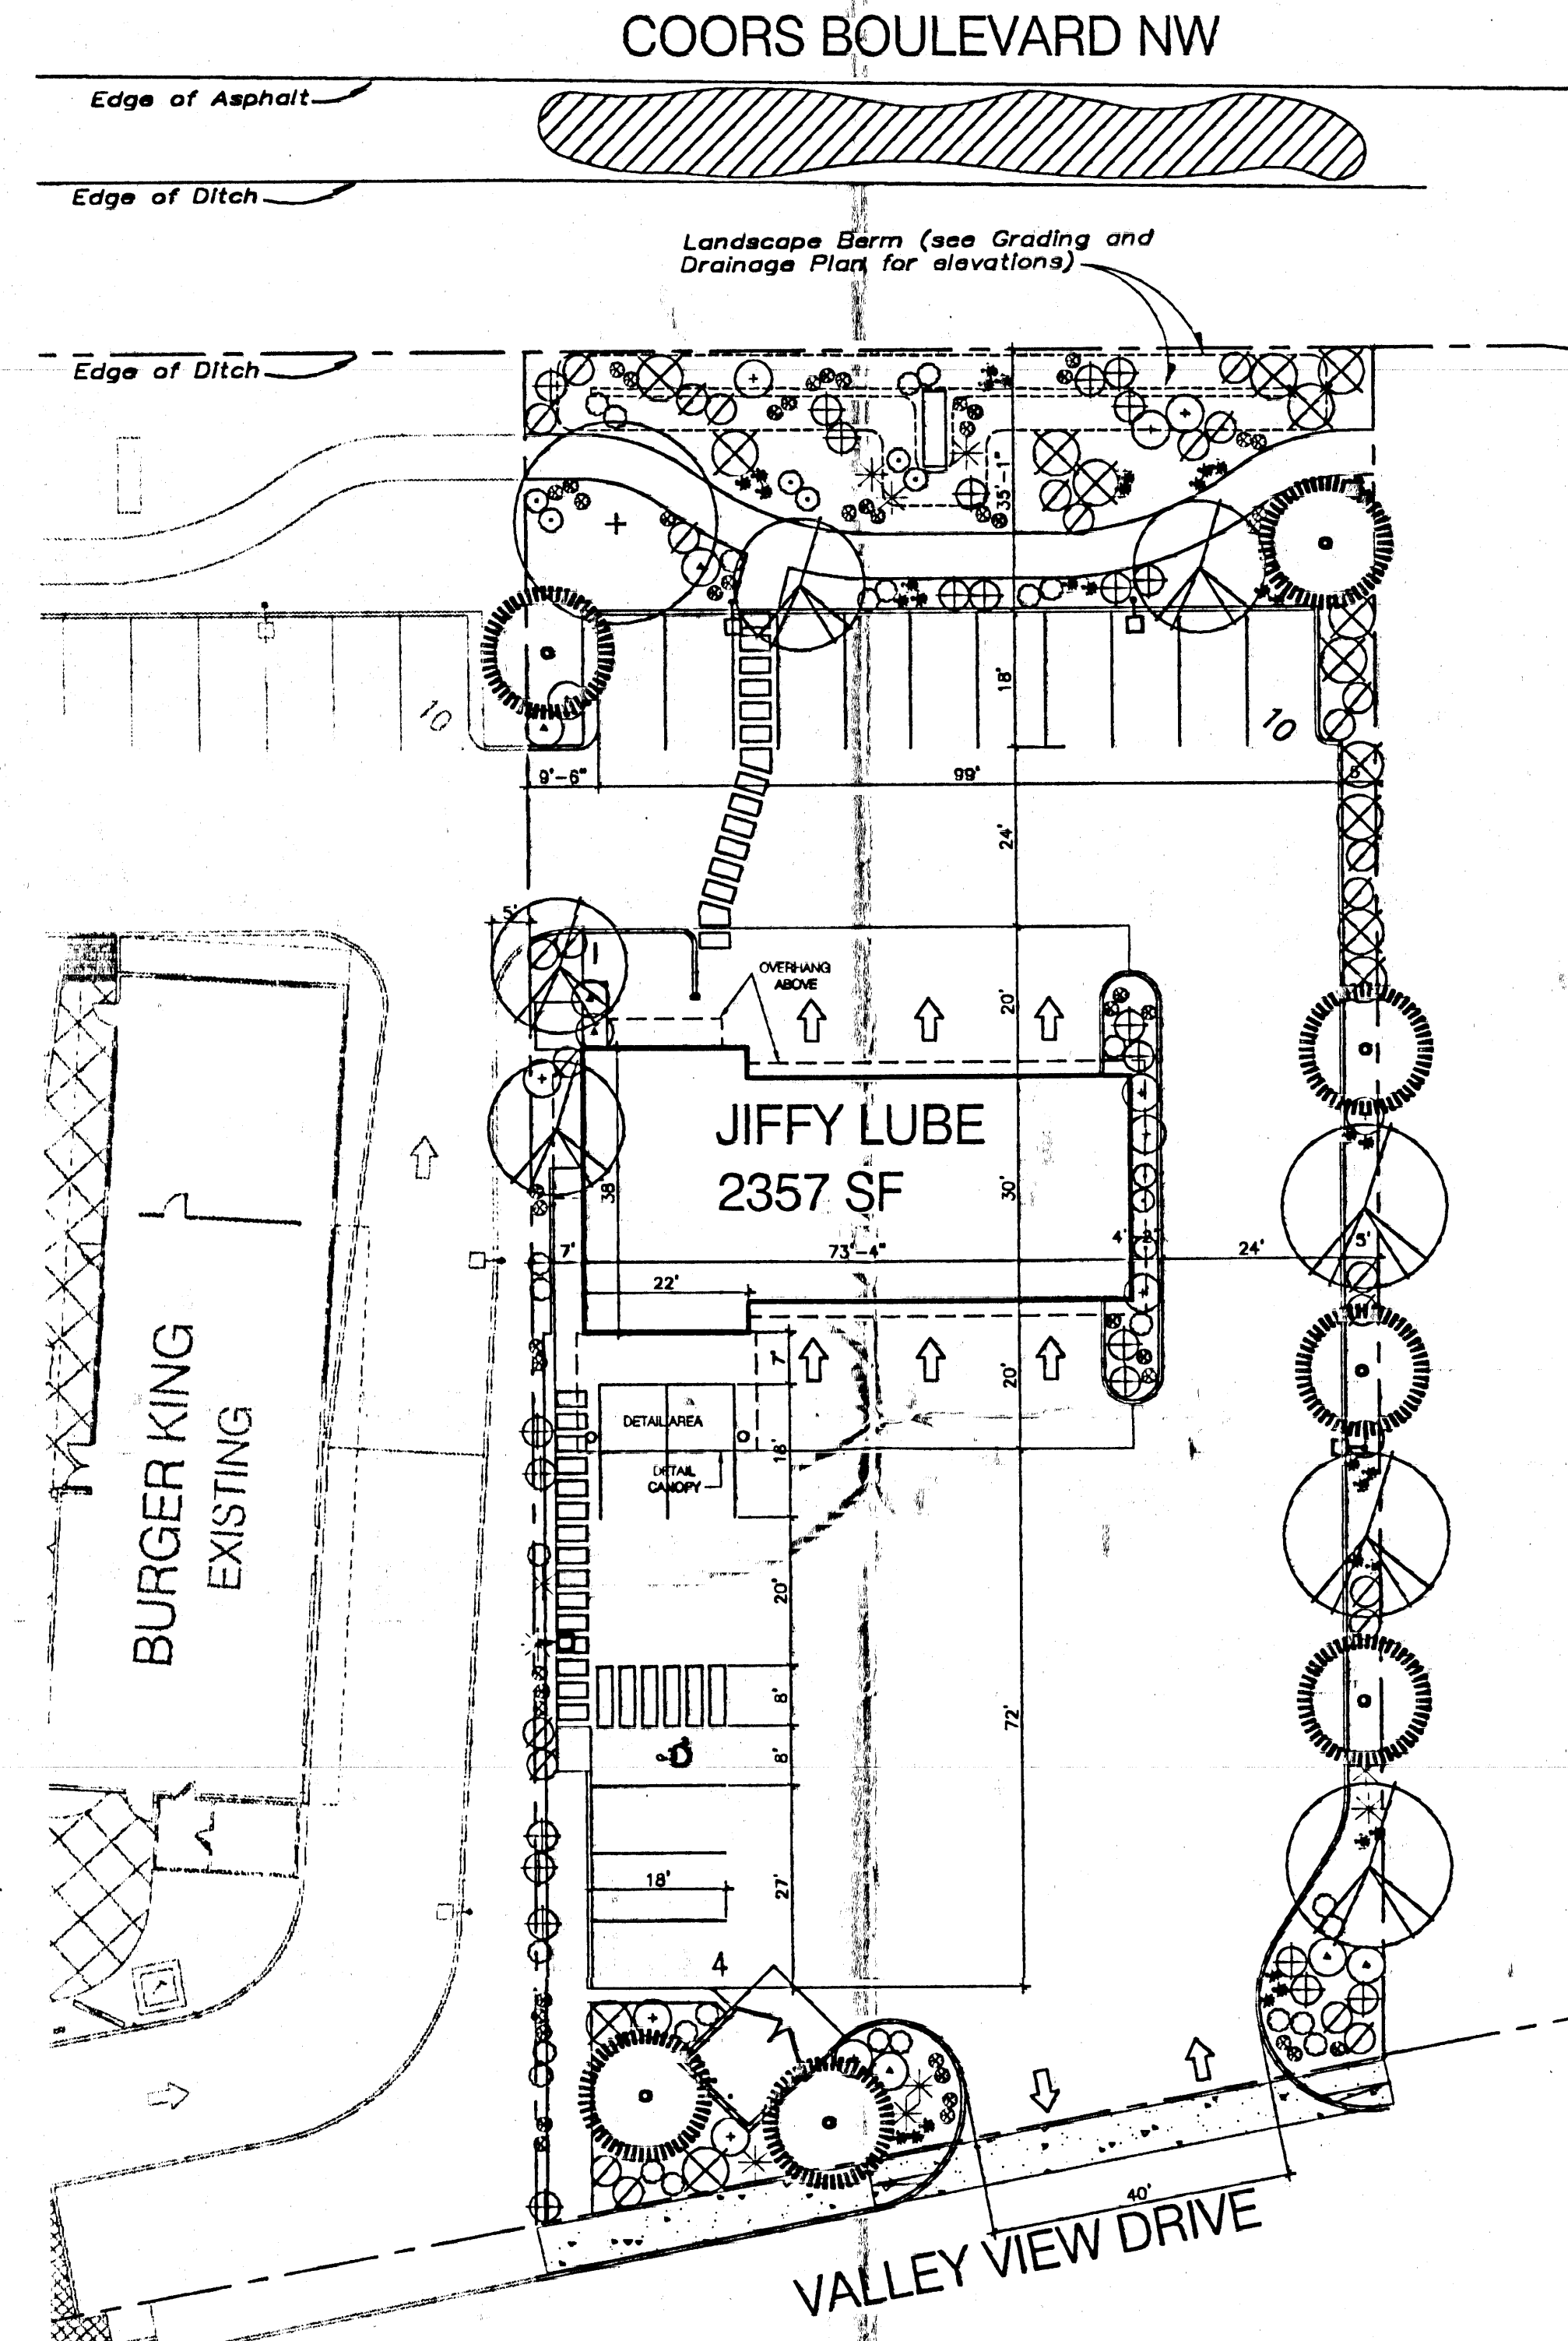 COORS BOULEVARD NW
Edge of Asphalt
Edge of Ditch
Landscape Berm (see Grading and
Drainage Plan for elevations)
Edge of Ditch
35'-1"
18'
10
10
9'-6"
99'
5'
24'
5'
OVERHANG
ABOVE
20'
JIFFY LUBE
2357 SF
38'
30'
7'
73'-4"
4'
24'
5'
22'
7'
20'
DETAIL AREA
18'
DETAIL
CANOPY
BURGER KING
EXISTING
20'
8'
72'
8'
18'
27'
4
40'
VALLEY VIEW DRIVE